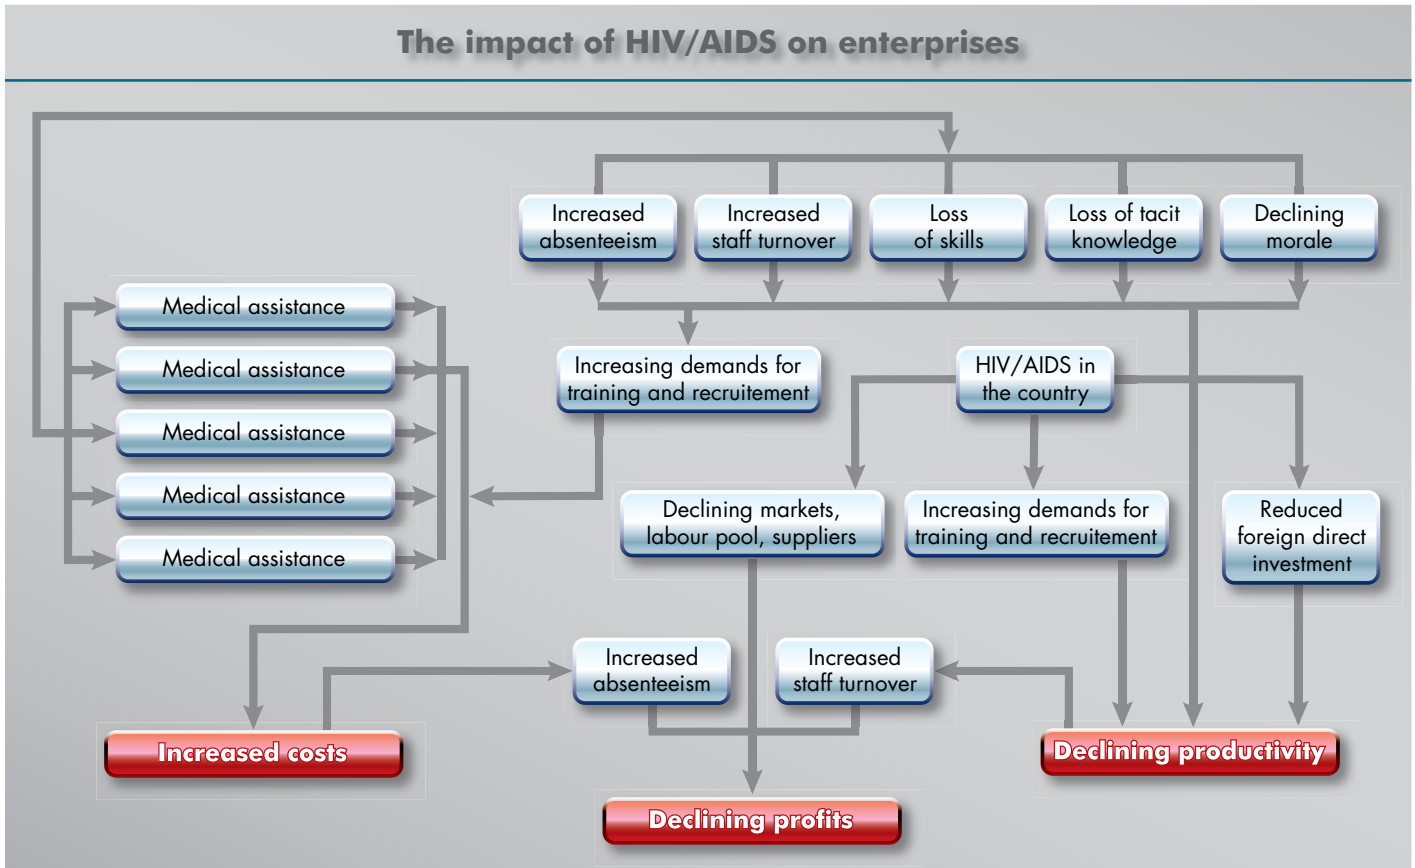 The impact of HIV/AIDS on enterprises
Increased
absenteeism
Increased
staff turnover
Loss
of skills
Loss of tacit
knowledge
Declining
morale
Medical assistance
Medical assistance
Medical assistance
Medical assistance
Medical assistance
Increasing demands for
training and recruitement
HIV/AIDS in
the country
Declining markets,
labour pool, suppliers
Increasing demands for
training and recruitement
Reduced
foreign direct
investment
Increased
absenteeism
Increased
staff turnover
Increased costs
Declining productivity
Declining profits